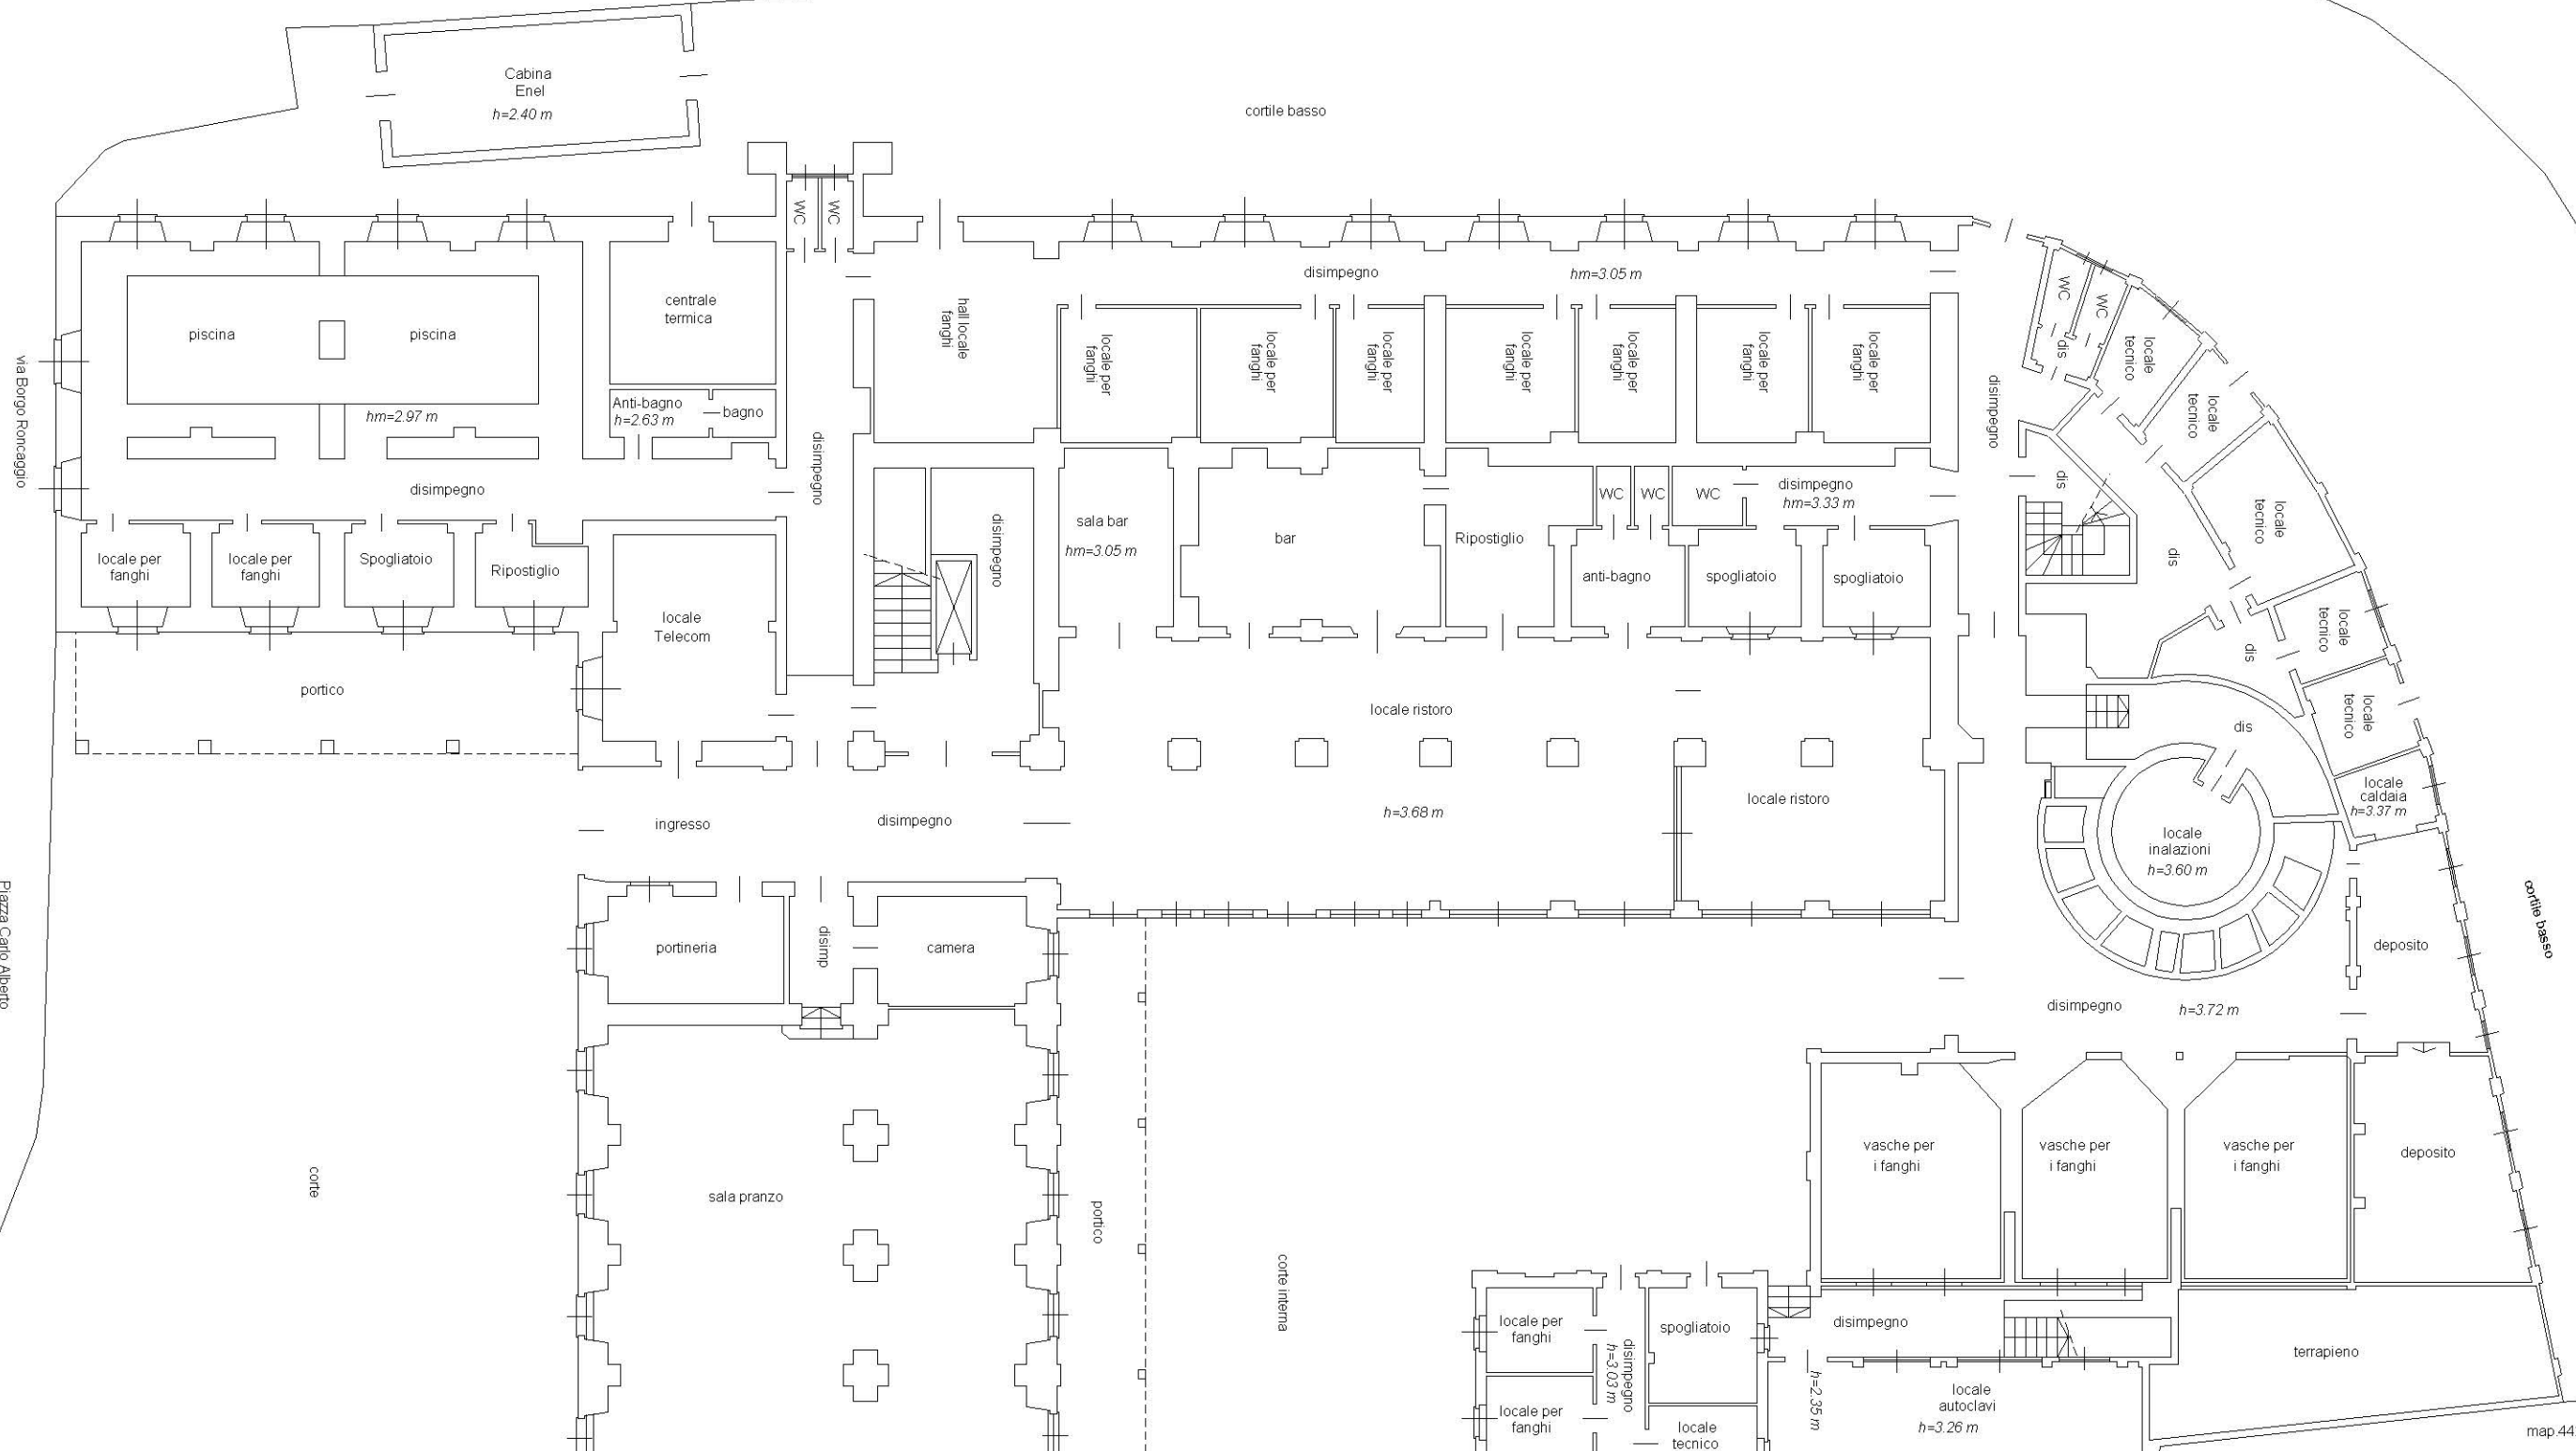 Cabina
Enel
h=2.40 m
cortile basso
WC
WC
piscina
piscina
hm=2.97 m
centrale
termica
Anti-bagno
h=2.63 m
bagno
hall locale
fanghi
disimpegno
hm=3.05 m
locale per
fanghi
locale per
fanghi
locale per
fanghi
locale per
fanghi
locale per
fanghi
locale per
fanghi
locale per
fanghi
disimpegno
WC
WC
dis
locale
tecnico
locale
tecnico
locale
tecnico
via Borgo Roncaggio
disimpegno
disimpegno
disimpegno
sala bar
hm=3.05 m
bar
Ripostiglio
WC
WC
WC
disimpegno
hm=3.33 m
anti-bagno
spogliatoio
spogliatoio
dis
dis
dis
locale
tecnico
locale
tecnico
locale per
fanghi
locale per
fanghi
Spogliatoio
Ripostiglio
locale
Telecom
portico
locale ristoro
locale ristoro
h=3.68 m
dis
locale
caldaia
h=3.37 m
locale
inalazioni
h=3.60 m
ingresso
disimpegno
portineria
disimp
camera
Piazza Carlo Alberto
cortile basso
deposito
disimpegno
h=3.72 m
corte
sala pranzo
portico
corte interna
vasche per
i fanghi
vasche per
i fanghi
vasche per
i fanghi
deposito
locale per
fanghi
locale per
fanghi
disimpegno
h=3.03 m
spogliatoio
locale
tecnico
disimpegno
h=2.35 m
locale
autoclavi
h=3.26 m
terrapieno
map.44